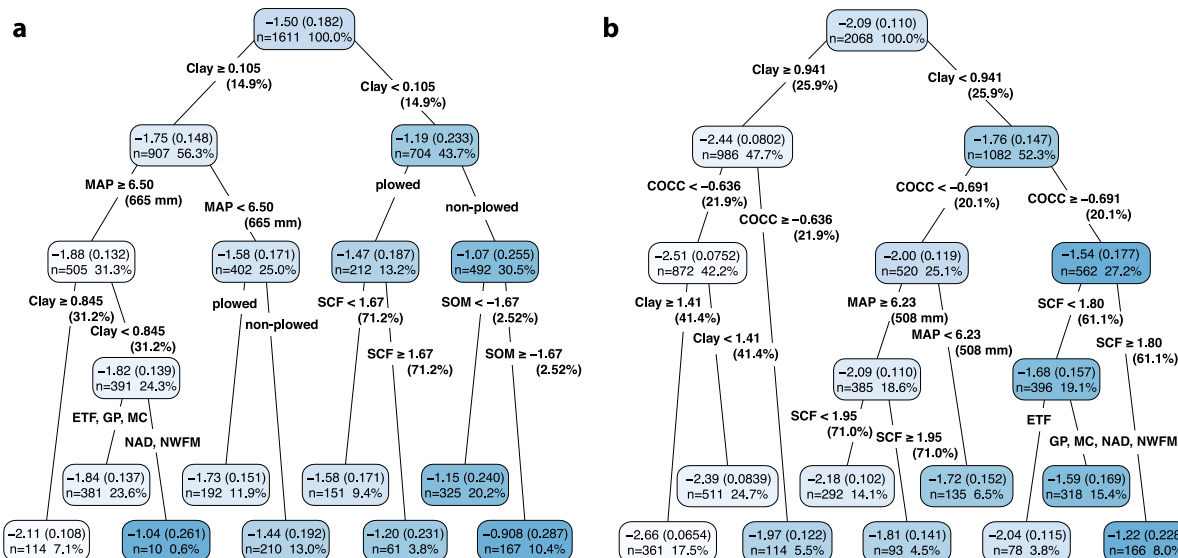 a
−1.50 (0.182)
n=1611 100.0%
Clay ≥ 0.105
(14.9%)
Clay < 0.105
(14.9%)
−1.75 (0.148)
n=907 56.3%
−1.19 (0.233)
n=704 43.7%
MAP ≥ 6.50
(665 mm)
MAP < 6.50
(665 mm)
plowed
non-plowed
−1.88 (0.132)
n=505 31.3%
−1.58 (0.171)
n=402 25.0%
−1.47 (0.187)
n=212 13.2%
−1.07 (0.255)
n=492 30.5%
Clay ≥ 0.845
(31.2%)
Clay < 0.845
(31.2%)
plowed
non-plowed
SCF < 1.67
(71.2%)
SCF ≥ 1.67
(71.2%)
SOM < −1.67
(2.52%)
SOM ≥ −1.67
(2.52%)
−1.82 (0.139)
n=391 24.3%
ETF, GP, MC
NAD, NWFM
−1.84 (0.137)
n=381 23.6%
−1.73 (0.151)
n=192 11.9%
−1.58 (0.171)
n=151 9.4%
−1.15 (0.240)
n=325 20.2%
−2.11 (0.108)
n=114 7.1%
−1.04 (0.261)
n=10 0.6%
−1.44 (0.192)
n=210 13.0%
−1.20 (0.231)
n=61 3.8%
−0.908 (0.287)
n=167 10.4%
b
−2.09 (0.110)
n=2068 100.0%
Clay ≥ 0.941
(25.9%)
Clay < 0.941
(25.9%)
−2.44 (0.0802)
n=986 47.7%
−1.76 (0.147)
n=1082 52.3%
COCC < −0.636
(21.9%)
COCC ≥ −0.636
(21.9%)
COCC < −0.691
(20.1%)
COCC ≥ −0.691
(20.1%)
−2.51 (0.0752)
n=872 42.2%
−2.00 (0.119)
n=520 25.1%
−1.54 (0.177)
n=562 27.2%
Clay ≥ 1.41
(41.4%)
Clay < 1.41
(41.4%)
MAP ≥ 6.23
(508 mm)
MAP < 6.23
(508 mm)
SCF < 1.80
(61.1%)
SCF ≥ 1.80
(61.1%)
−2.09 (0.110)
n=385 18.6%
−1.68 (0.157)
n=396 19.1%
SCF < 1.95
(71.0%)
SCF ≥ 1.95
(71.0%)
ETF
GP, MC, NAD, NWFM
−2.39 (0.0839)
n=511 24.7%
−2.18 (0.102)
n=292 14.1%
−1.72 (0.152)
n=135 6.5%
−1.59 (0.169)
n=318 15.4%
−2.66 (0.0654)
n=361 17.5%
−1.97 (0.122)
n=114 5.5%
−1.81 (0.141)
n=93 4.5%
−2.04 (0.115)
n=78 3.8%
−1.22 (0.228
n=166 8.0%